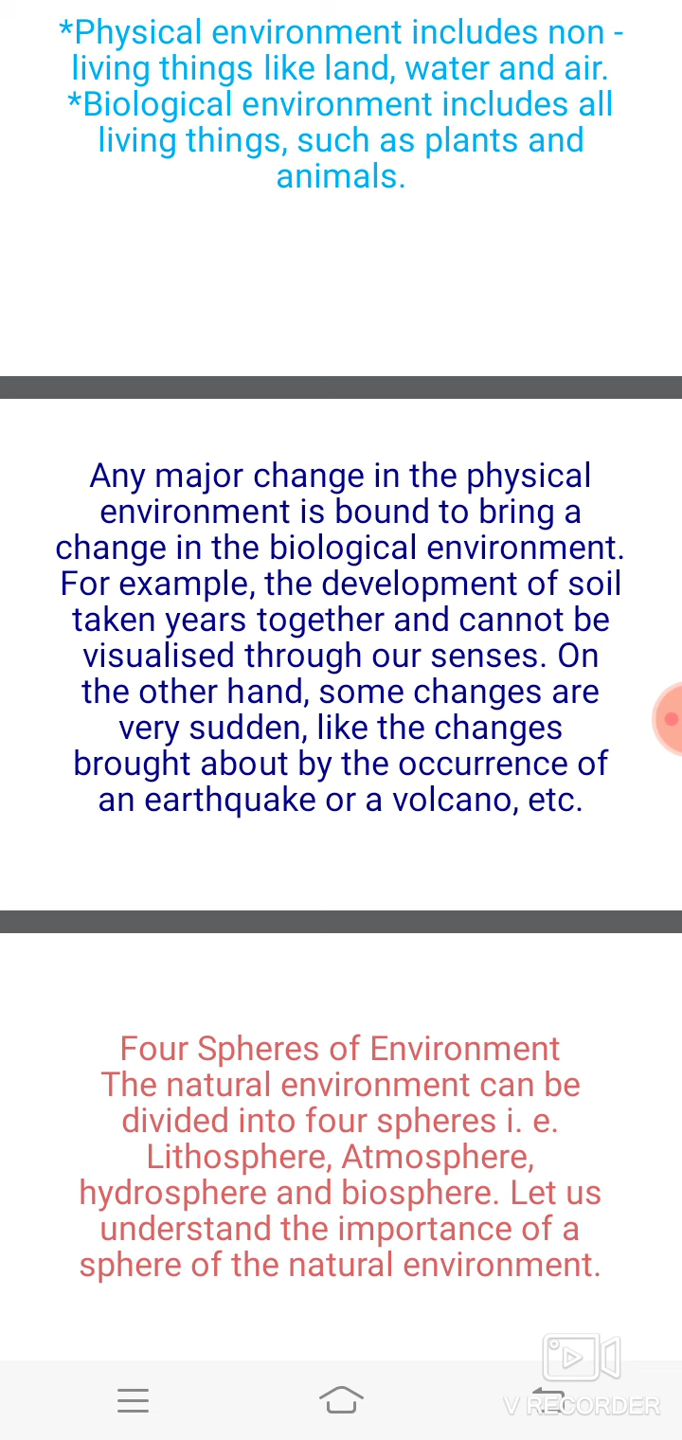 *Physical environment includes non -
living things like land, water and air.
*Biological environment includes all
living things, such as plants and
animals.
Any major change in the physical
environment is bound to bring a
change in the biological environment.
For example, the development of soil
taken years together and cannot be
visualised through our senses. On
the other hand, some changes are
very sudden, like the changes
brought about by the occurrence of
an earthquake or a volcano, etc.
Four Spheres of Environment
The natural environment can be
divided into four spheres i. e.
Lithosphere, Atmosphere,
hydrosphere and biosphere. Let us
understand the importance of a
sphere of the natural environment.
V RECORDER